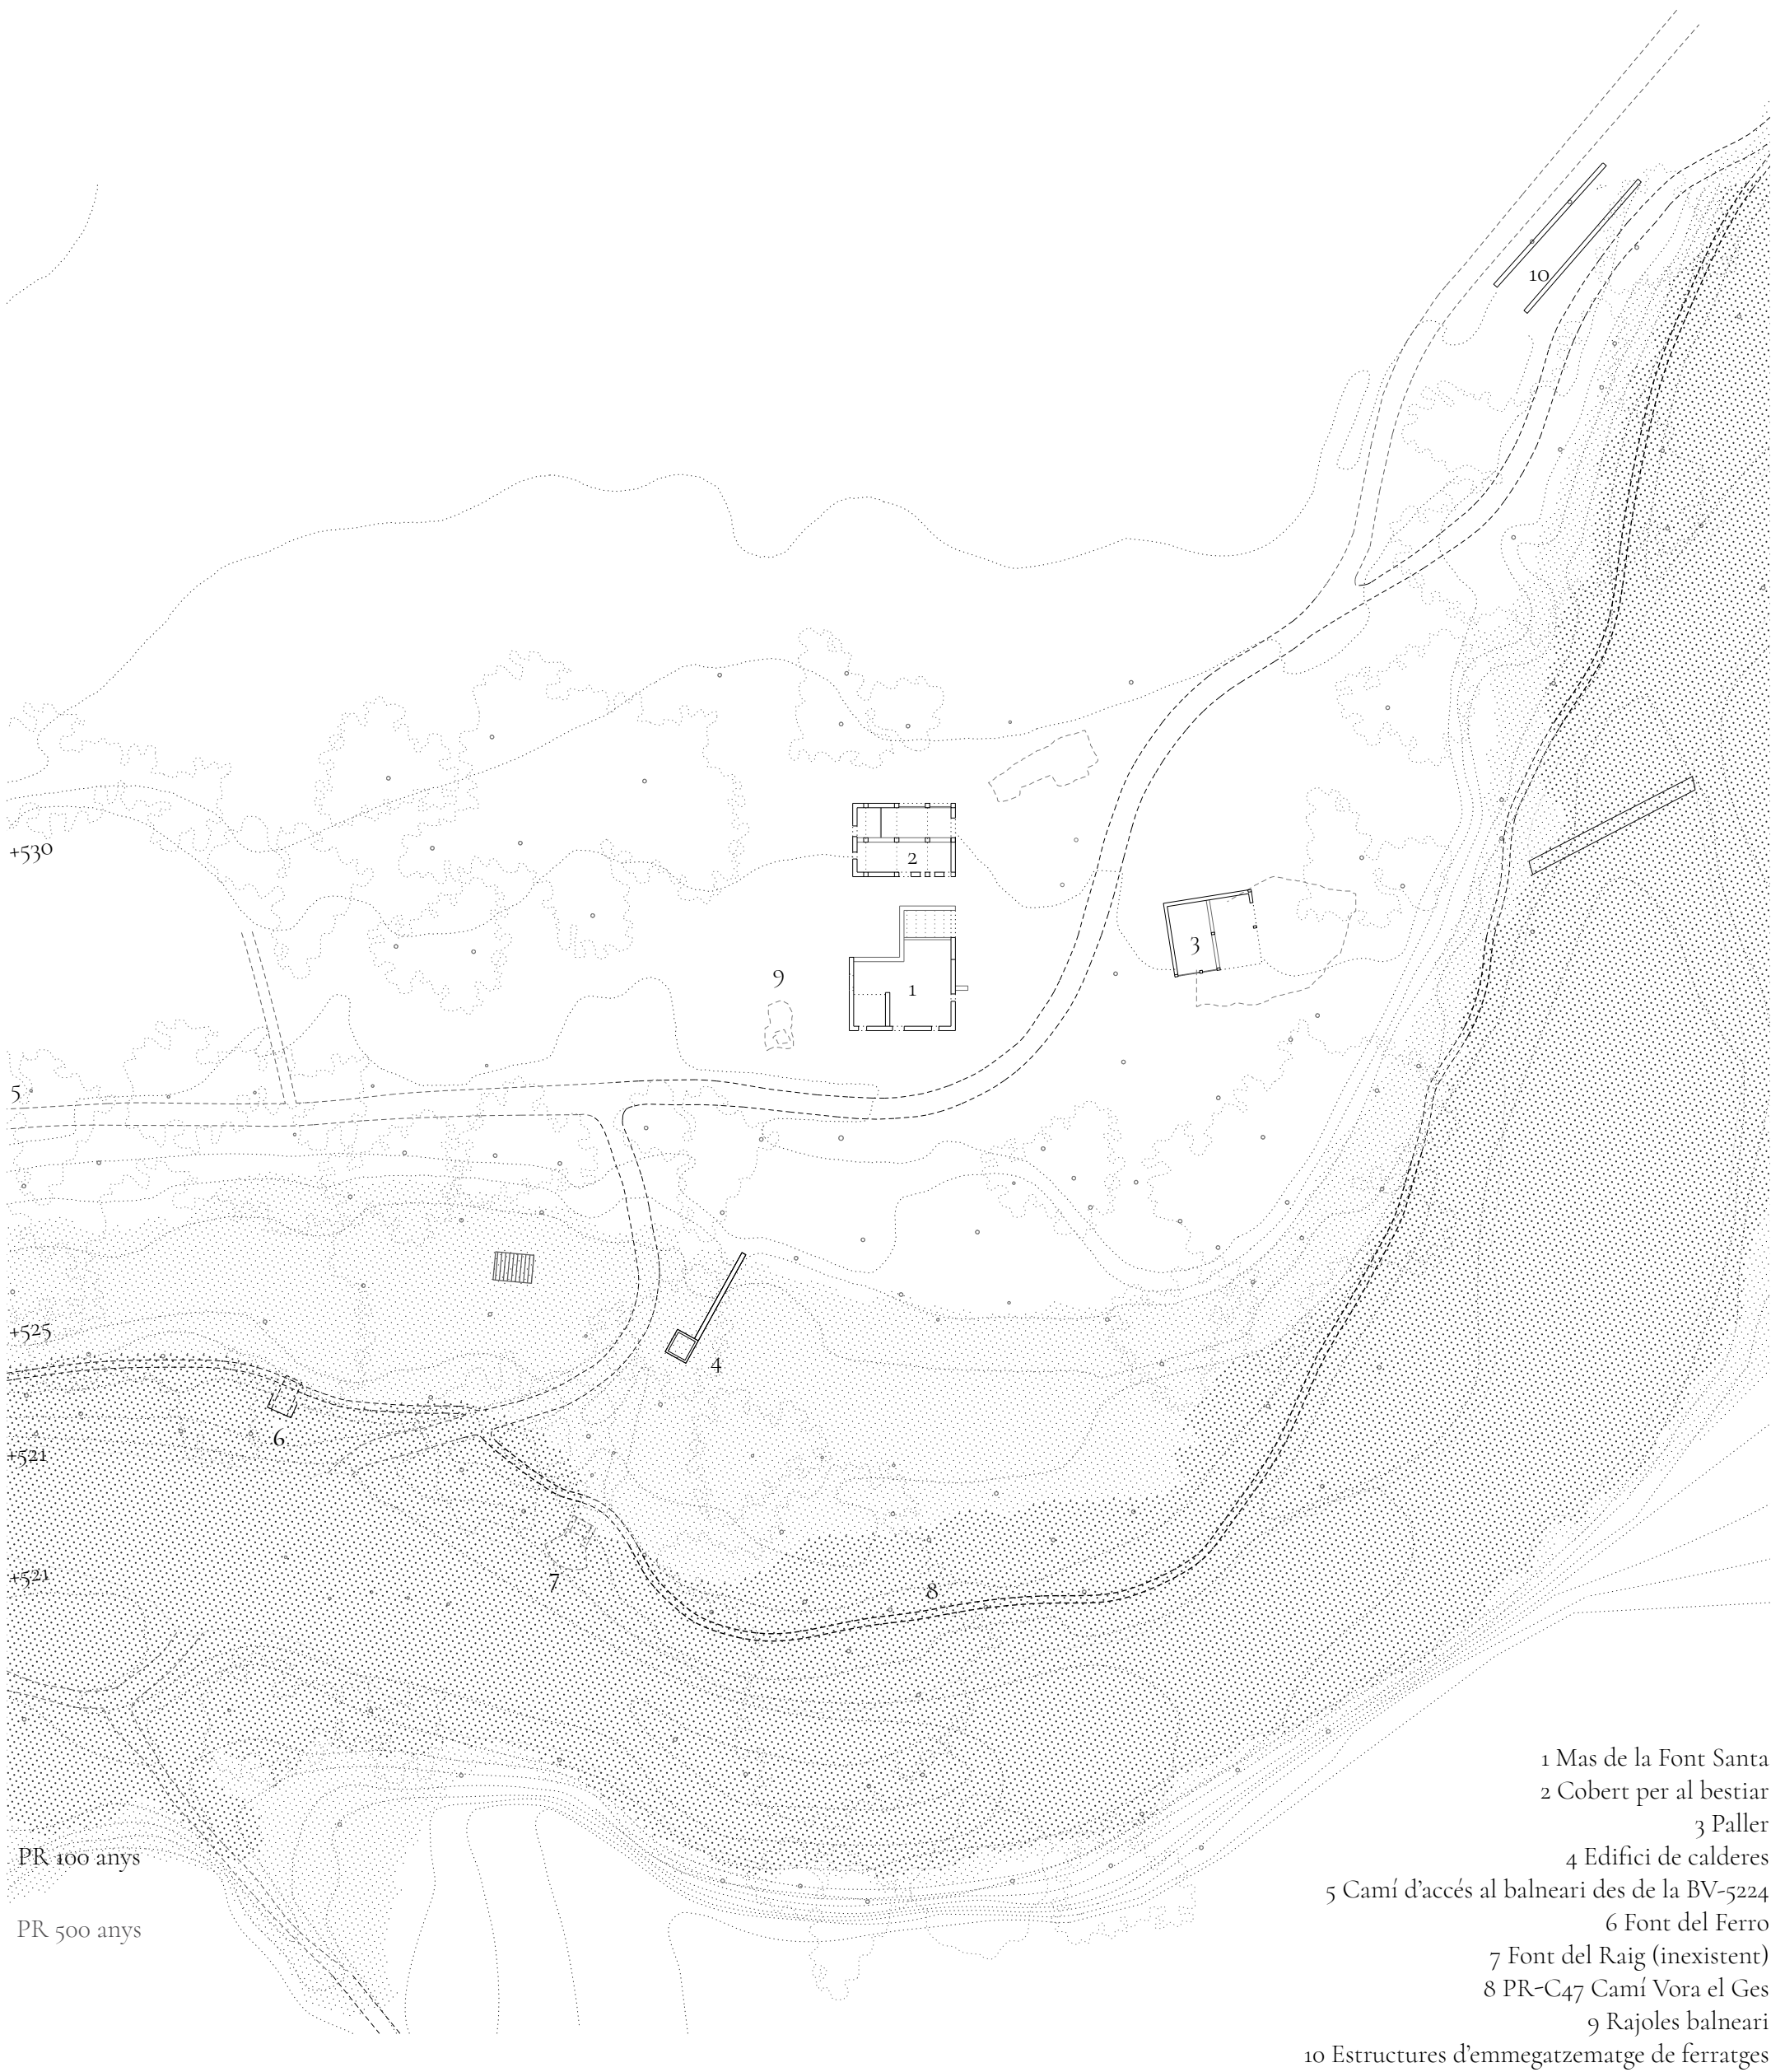 10
+530
2
3
9
1
5
+525
4
6
+521
+521
7
8
PR 100 anys
PR 500 anys
1 Mas de la Font Santa
2 Cobert per al bestiar
3 Paller
4 Edifici de calderes
5 Camí d'accés al balneari des de la BV-5224
6 Font del Ferro
7 Font del Raig (inexistent)
8 PR-C47 Camí Vora el Ges
9 Rajoles balneari
10 Estructures d'emmegatzematge de ferratges